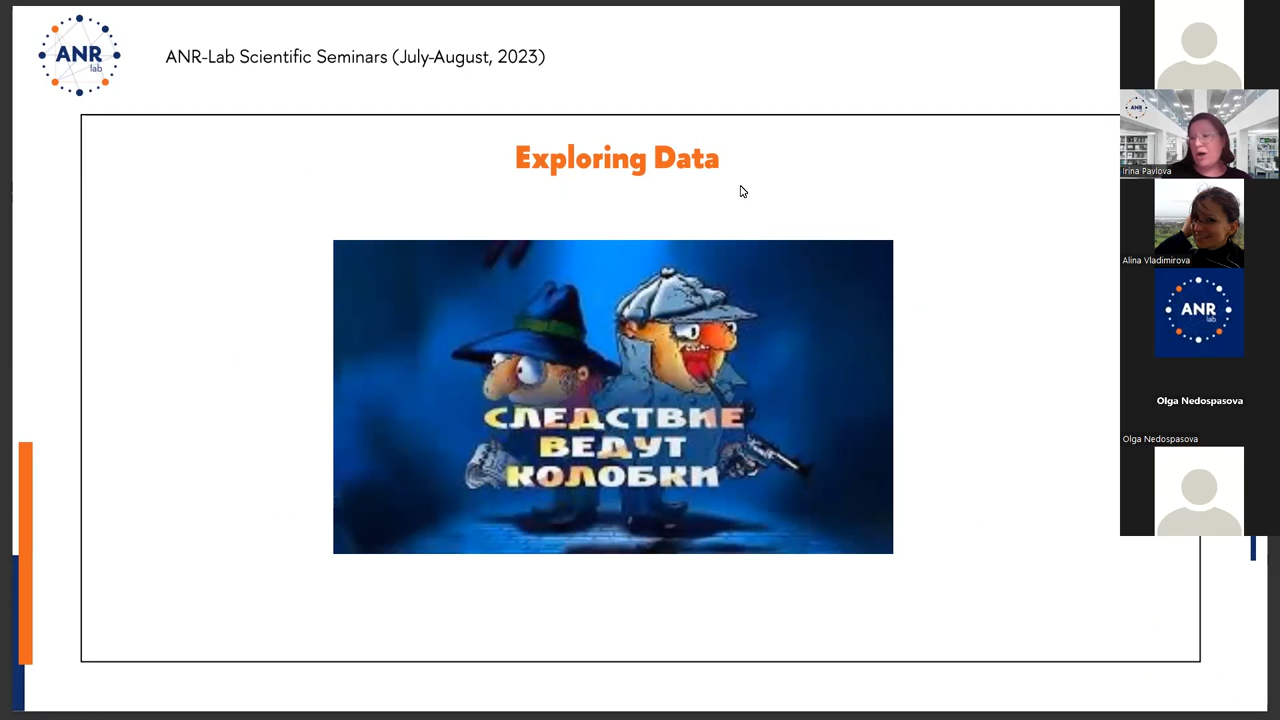 ANR
lab
ANR-Lab Scientific Seminars (July-August, 2023)
Exploring Data
СЛЕДСТВИЕ
ВЕДУТ
КОЛОБКИ
ANR
Irina Pavlova
Alina Vladimirova
ANR
lab
Olga Nedospasova
Olga Nedospasova